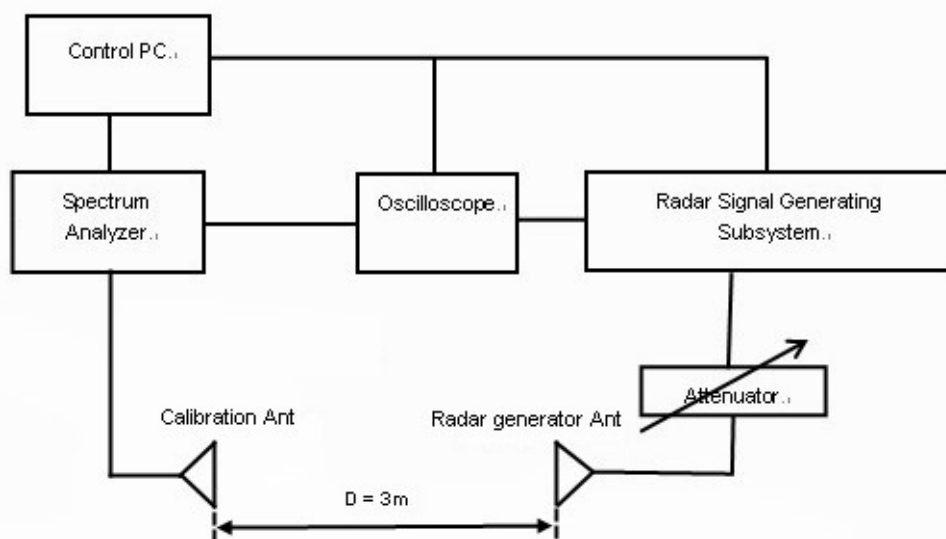 Control PC.
Spectrum
Analyzer.
Oscilloscope.
Radar Signal Generating
Subsystem.
Attenuator.
Calibration Ant
Radar generator Ant
D = 3m